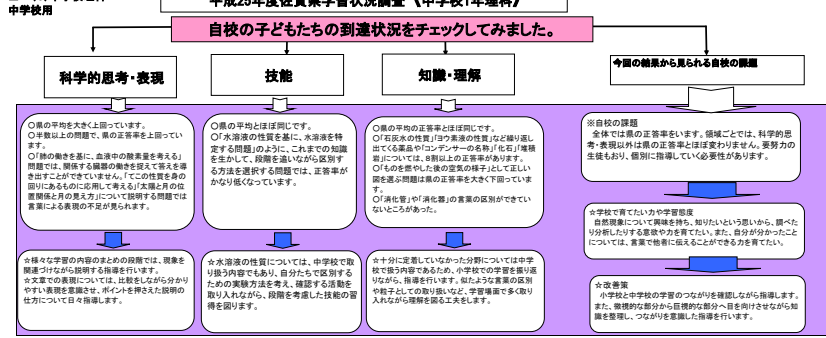 中学校用
平成25年度佐賀県学習状況調査《中学校1年理科》
自校の子どもたちの到達状況をチェックしてみました。
科学的思考・表現
技能
知識・理解
今回の結果から見られる自校の課題
○県の平均を大きく上回っています。
○半数以上の問題で、県の正答率を上回ってい
ます。
○「肺の働きを基に、血液中の酸素量を考える」
問題では、関係する臓器の働きを捉えて答えを導
き出すことができていません。「てこの性質を身の
回りにあるものに応用して考える」「太陽と月の位
置関係と月の見え方」について説明する問題では
言葉による表現の不足が見られます。
☆様々な学習の内容のまとめの段階では、現象を
関連づけながら説明する指導を行います。
☆文章での表現については、比較をしながら分かり
やすい表現を意識させ、ポイントを押さえた説明の
仕方について日々指導します。
○県の平均とほぼ同じです。
○「水溶液の性質を基に、水溶液を特
定する問題」のように、これまでの知識
を生かして、段階を追いながら区別す
る方法を選択する問題では、正答率が
かなり低くなっています。
☆水溶液の性質については、中学校で取
り扱う内容でもあり、自分たちで区別する
ための実験方法を考え、確認する活動を
取り入れながら、段階を考慮した技能の習
得を図ります。
○県の平均の正答率とほぼ同じです。
○「石灰水の性質」「ヨウ素液の性質」など繰り返し
出てくる薬品や「コンデンサーの名称」「化石」「堆積
岩」については、8割以上の正答率があります。
○「ものを燃やした後の空気の様子」として正しい
図を選ぶ問題は県の正答率を大きく下回っていま
す。
○「消化管」や「消化器」の言葉の区別ができてい
ないところがあった。
☆十分に定着していなかった分野については中学
校で扱う内容であるため、小学校での学習を振り返
りながら、指導を行います。似たような言葉の区別
や粒子としての取り扱いなど、学習場面で多く取り
入れながら理解を図る工夫をします。
※自校の課題
全体では県の正答率をいます。領域ごとでは、科学的思
考・表現以外は県の正答率とほぼ変わりません。要努力の
生徒もおり、個別に指導していく必要性があります。
☆学校で育てたい力や学習態度
自然現象について興味を持ち、知りたいという思いから、調べた
り分析したりする意欲や力を育てたい。また、自分が分かったこと
については、言葉で他者に伝えることができる力を育てたい。
☆改善策
小学校と中学校の学習のつながりを確認しながら指導します。
また、微視的な部分から巨視的な部分へ目を向けさせながら知
識を整理し、つながりを意識した指導を行います。